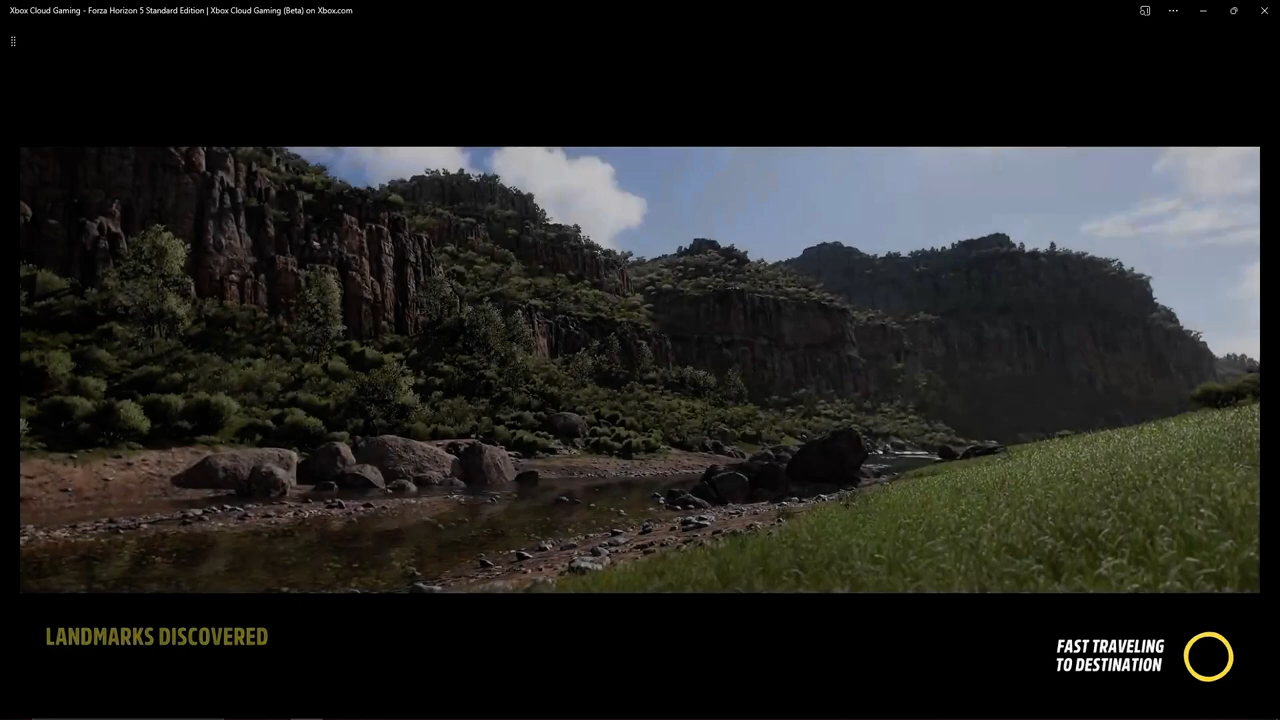 Xbox Cloud Gaming - Forza Horizon 5 Standard Edition | Xbox Cloud Gaming (Beta) on Xbox.com
LANDMARKS DISCOVERED
FAST TRAVELING
TO DESTINATION